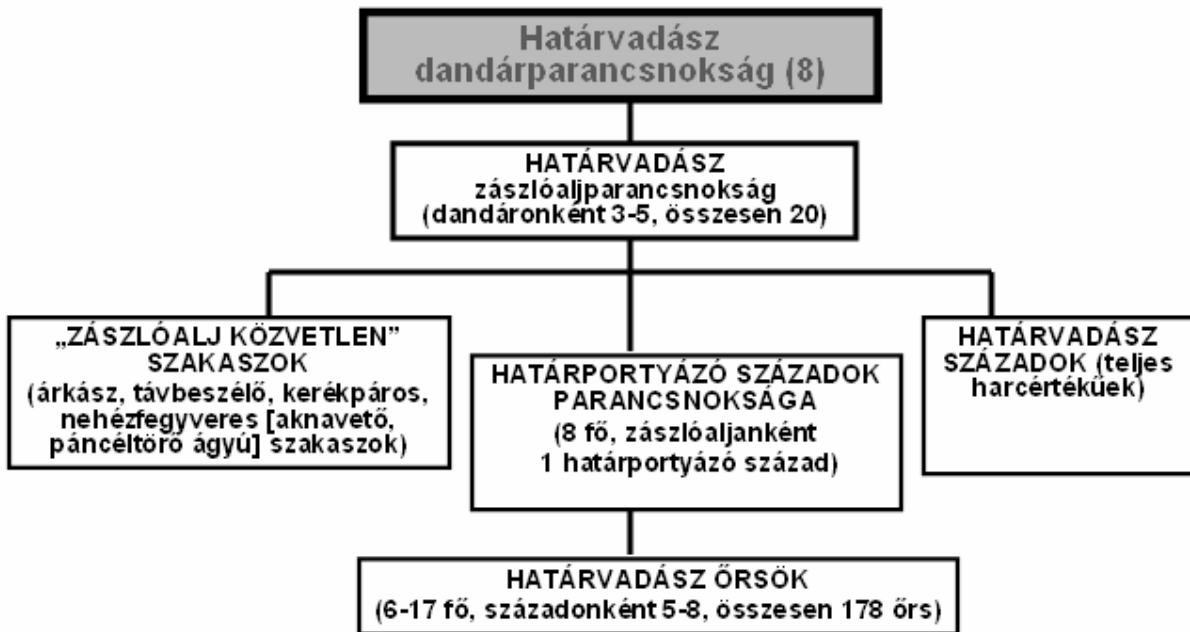 Határvadász
dandárparancsnokság (8)
HATÁRVADÁSZ
zászlóaljparancsnokság
(dandáronként 3-5, összesen 20)
„ZÁSZLÓALJ KÖZVETLEN”
SZAKASZOK
(árkász, távbeszélő, kerékpáros,
nehézfegyveres [aknavető,
páncéltörő ágyú] szakaszok)
HATÁRPORTYÁZÓ SZÁZADOK
PARANCSNOKSÁGA
(8 fő, zászlóaljanként
1 határportyázó század)
HATÁRVADÁSZ
SZÁZADOK (teljes
harcértékűek)
HATÁRVADÁSZ ŐRSÖK
(6-17 fő, századonként 5-8, összesen 178 őrs)